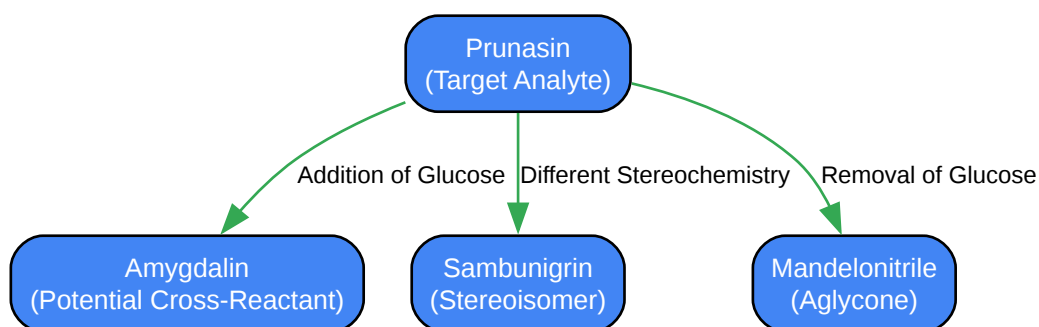 Prunasin
(Target Analyte)
Addition of Glucose
Different Stereochemistry
Removal of Glucose
Amygdalin
(Potential Cross-Reactant)
Sambunigrin
(Stereoisomer)
Mandelonitrile
(Aglycone)